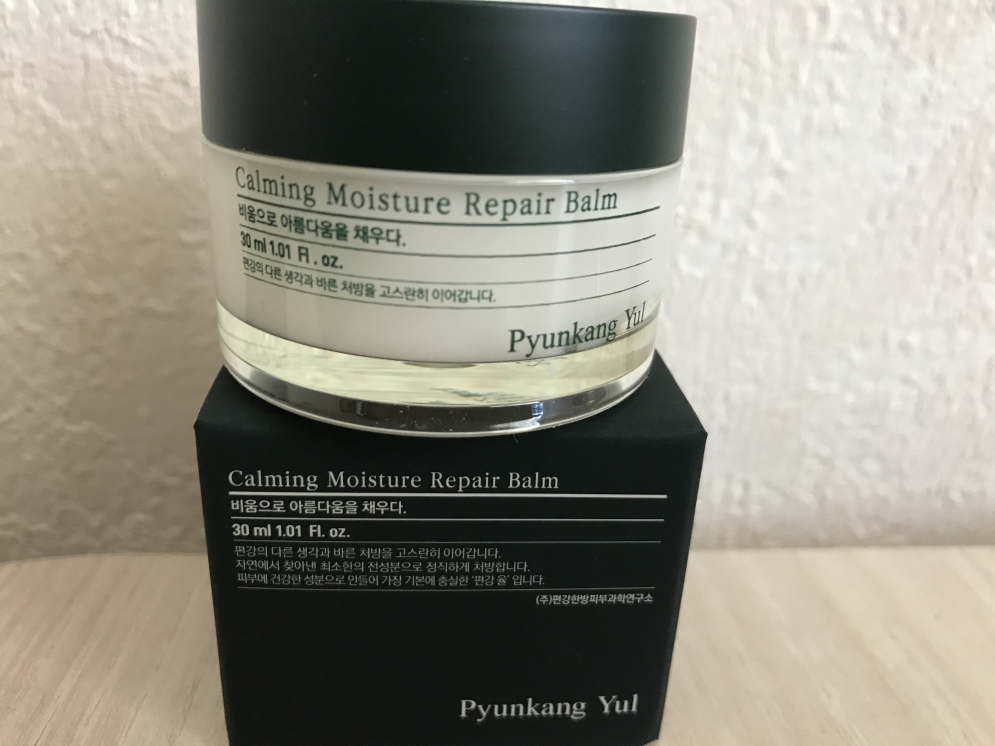 Calming Moisture Repair Balm
비움으로 아름다움을 채우다.
30 ml 1.01 Fl . oz.
편강의 다른 생각과 바른 처방을 고스란히 이어갑니다.
Pyunkang Yul
Calming Moisture Repair Balm
비움으로 아름다움을 채우다.
30 ml 1.01 Fl. oz.
편강의 다른 생각과 바른 처방을 고스란히 이어갑니다.
자연에서 찾아낸 최소한의 전성분으로 정직하게 처방합니다.
피부에 건강한 성분으로 만들어 가장 기본에 충실한 '편강 율' 입니다.
(주)편강한방피부과학연구소
Pyunkang Yul